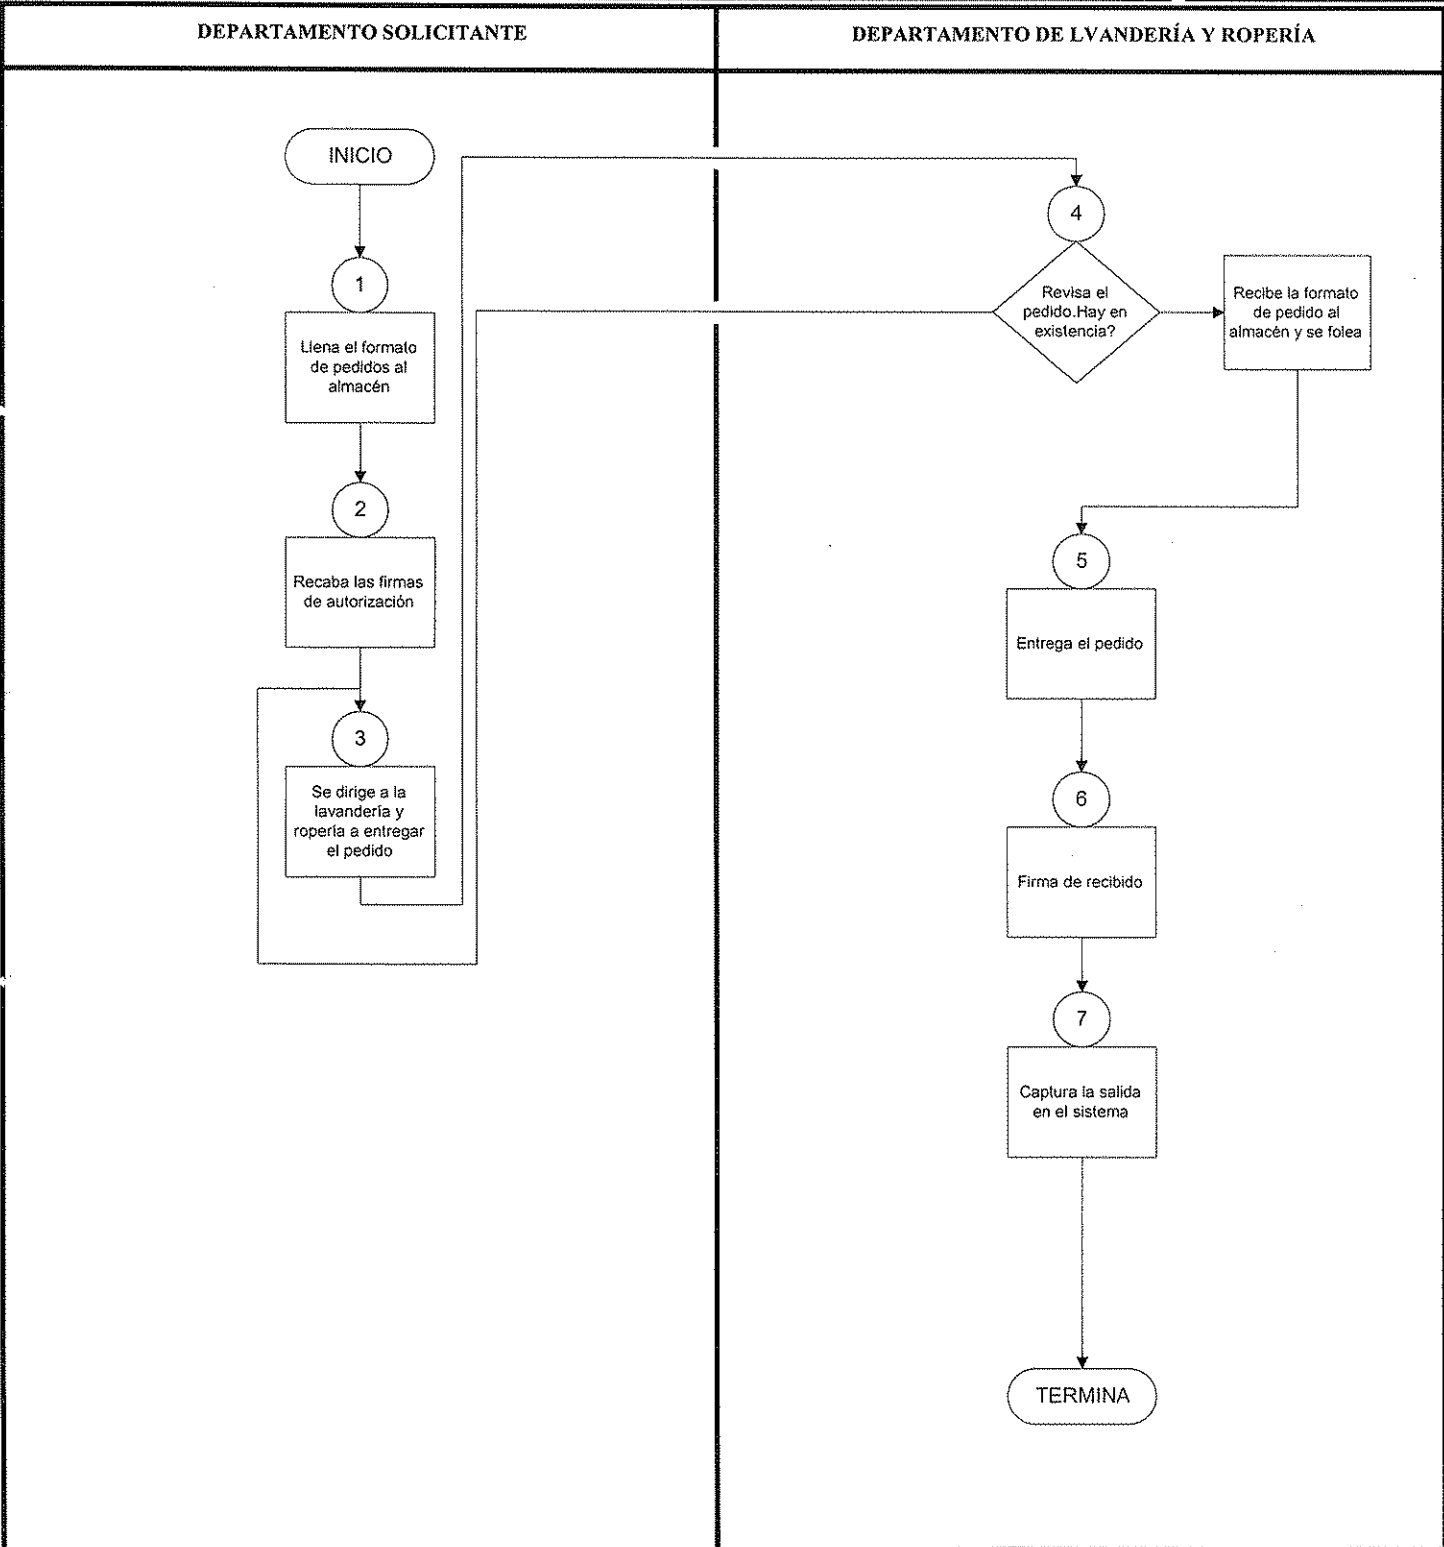 DEPARTAMENTO SOLICITANTE
DEPARTAMENTO DE LVANDERÍA Y ROPERÍA
INICIO
1
Llena el formato
de pedidos al
almacén
2
Recaba las firmas
de autorización
3
Se dirige a la
lavandería y
ropería a entregar
el pedido
4
Revisa el
pedido.Hay en
existencia?
Recibe la formato
de pedido al
almacén y se folea
5
Entrega el pedido
6
Firma de recibido
7
Captura la salida
en el sistema
TERMINA